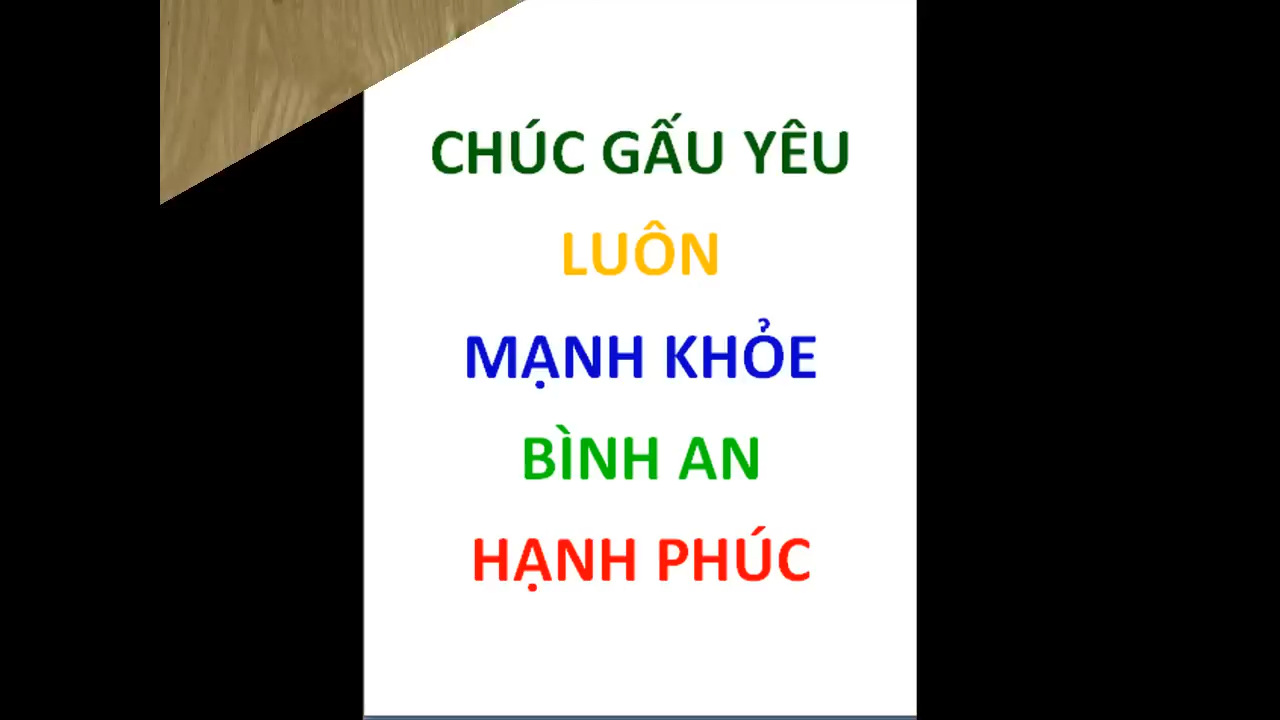 CHÚC GẤU YÊU
LUÔN
MẠNH KHỎE
BÌNH AN
HẠNH PHÚC